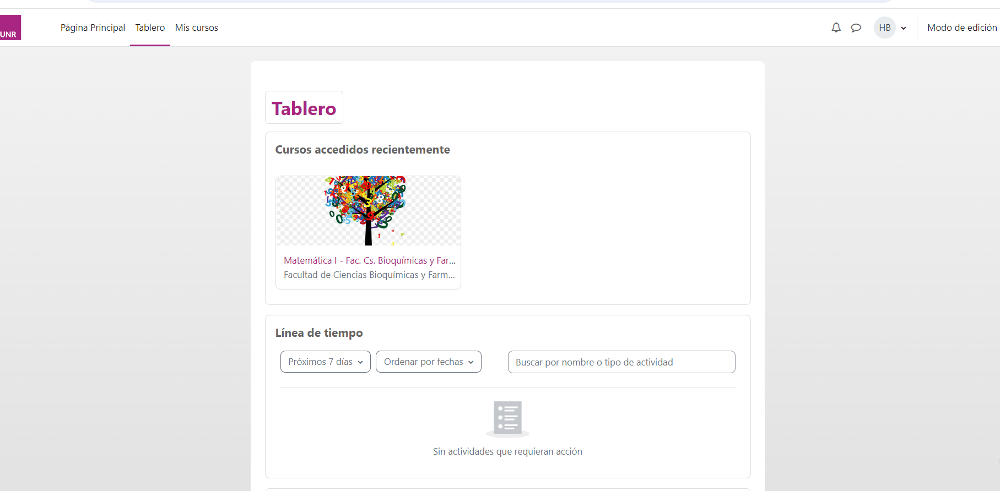 UNR
Página Principal
Tablero
Mis cursos
HB
Modo de edición
Tablero
Cursos accedidos recientemente
Matemática I - Fac. Cs. Bioquímicas y Far...
Facultad de Ciencias Bioquímicas y Farm...
Línea de tiempo
Próximos 7 días
Ordenar por fechas
Buscar por nombre o tipo de actividad
Sin actividades que requieran acción